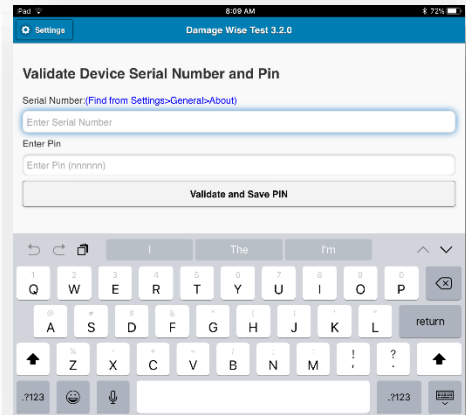 iPad 8:09 AM 72%
Settings Damage Wise Test 3.2.0
Validate Device Serial Number and Pin
Serial Number:(Find from Settings>General>About)
Enter Serial Number
Enter Pin
Enter Pin (nnnnnn)
Validate and Save PIN
I The I'm
1 2 3 4 5 6 7 8 9 0
Q W E R T Y U I O P
A S D F G H J K L return
Z X C V B N M ! , ? .
.?123 .?123